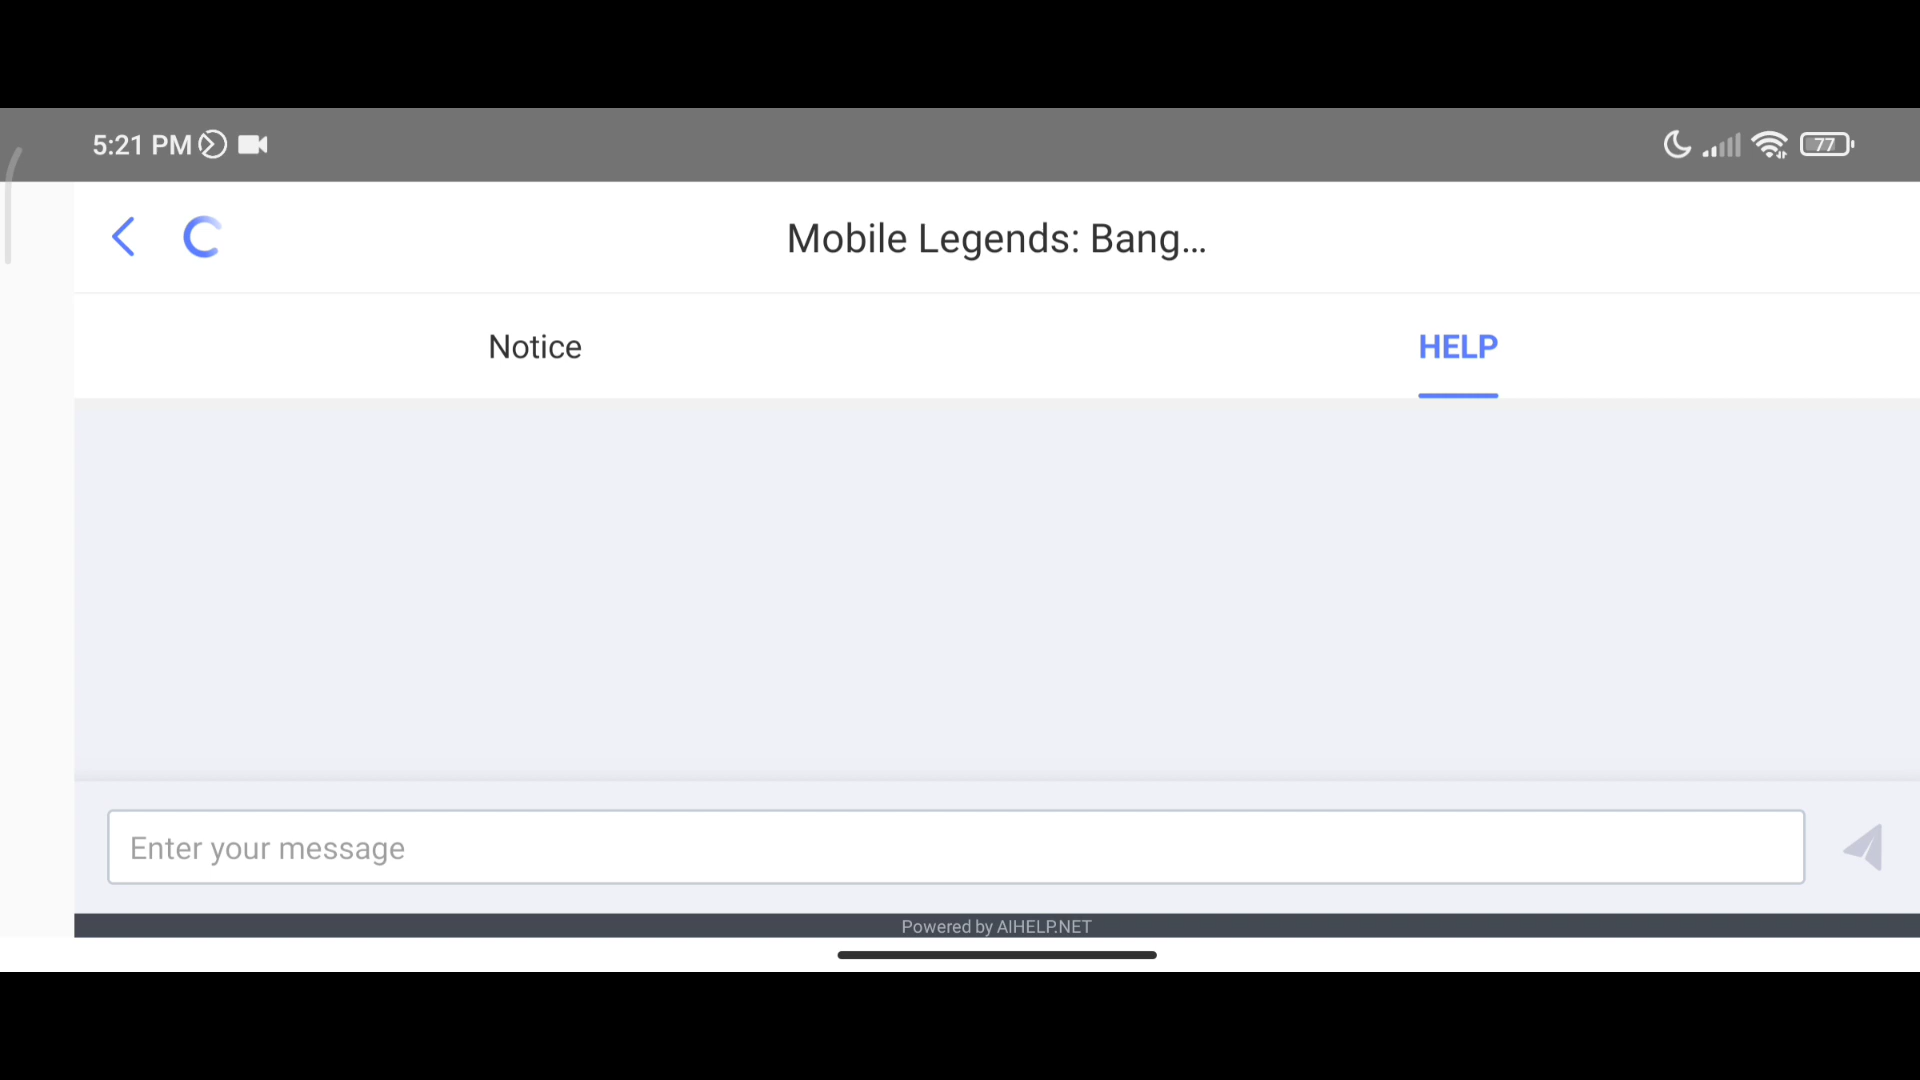 5:21 PM
77
Mobile Legends: Bang...
Notice
HELP
Enter your message
Powered by AIHELP.NET